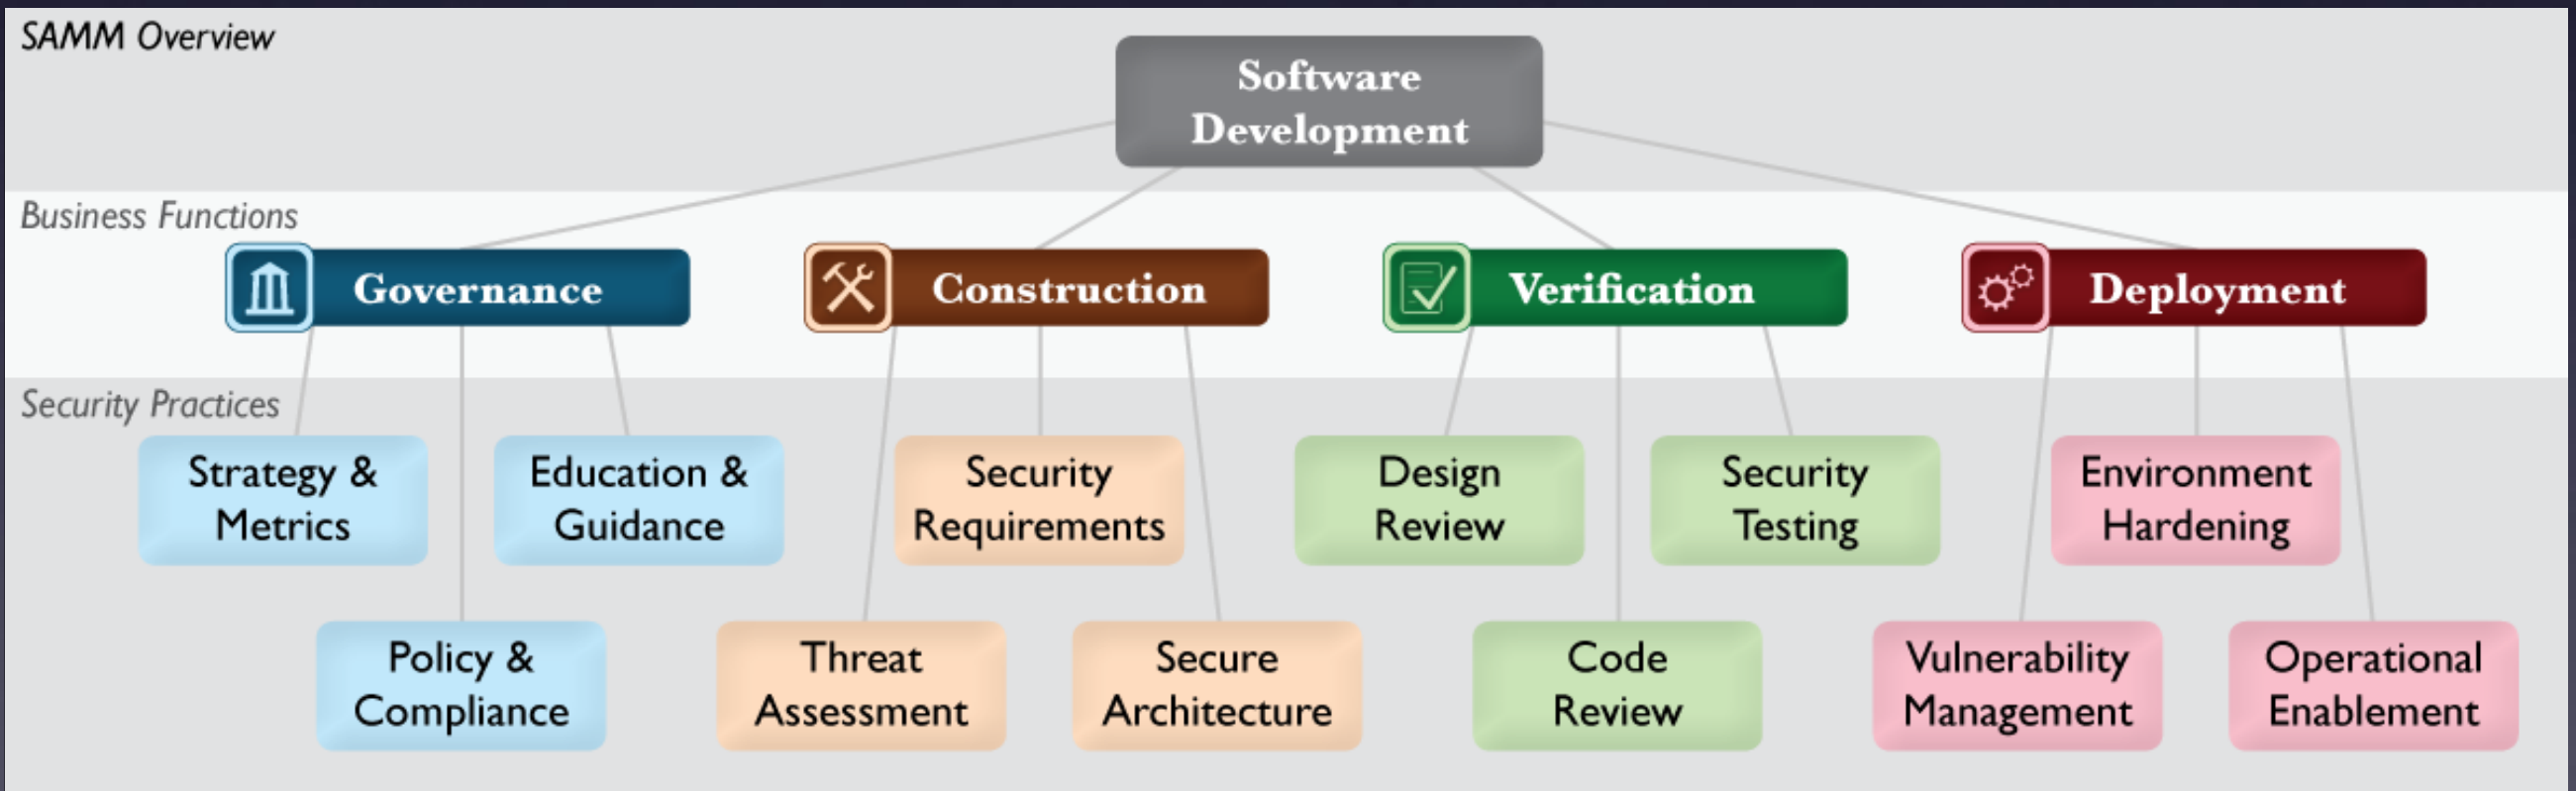 SAMM Overview
Software
Development
Business Functions
Governance
Construction
Verification
Deployment
Security Practices
Strategy &
Metrics
Education &
Guidance
Security
Requirements
Design
Review
Security
Testing
Environment
Hardening
Policy &
Compliance
Threat
Assessment
Secure
Architecture
Code
Review
Vulnerability
Management
Operational
Enablement